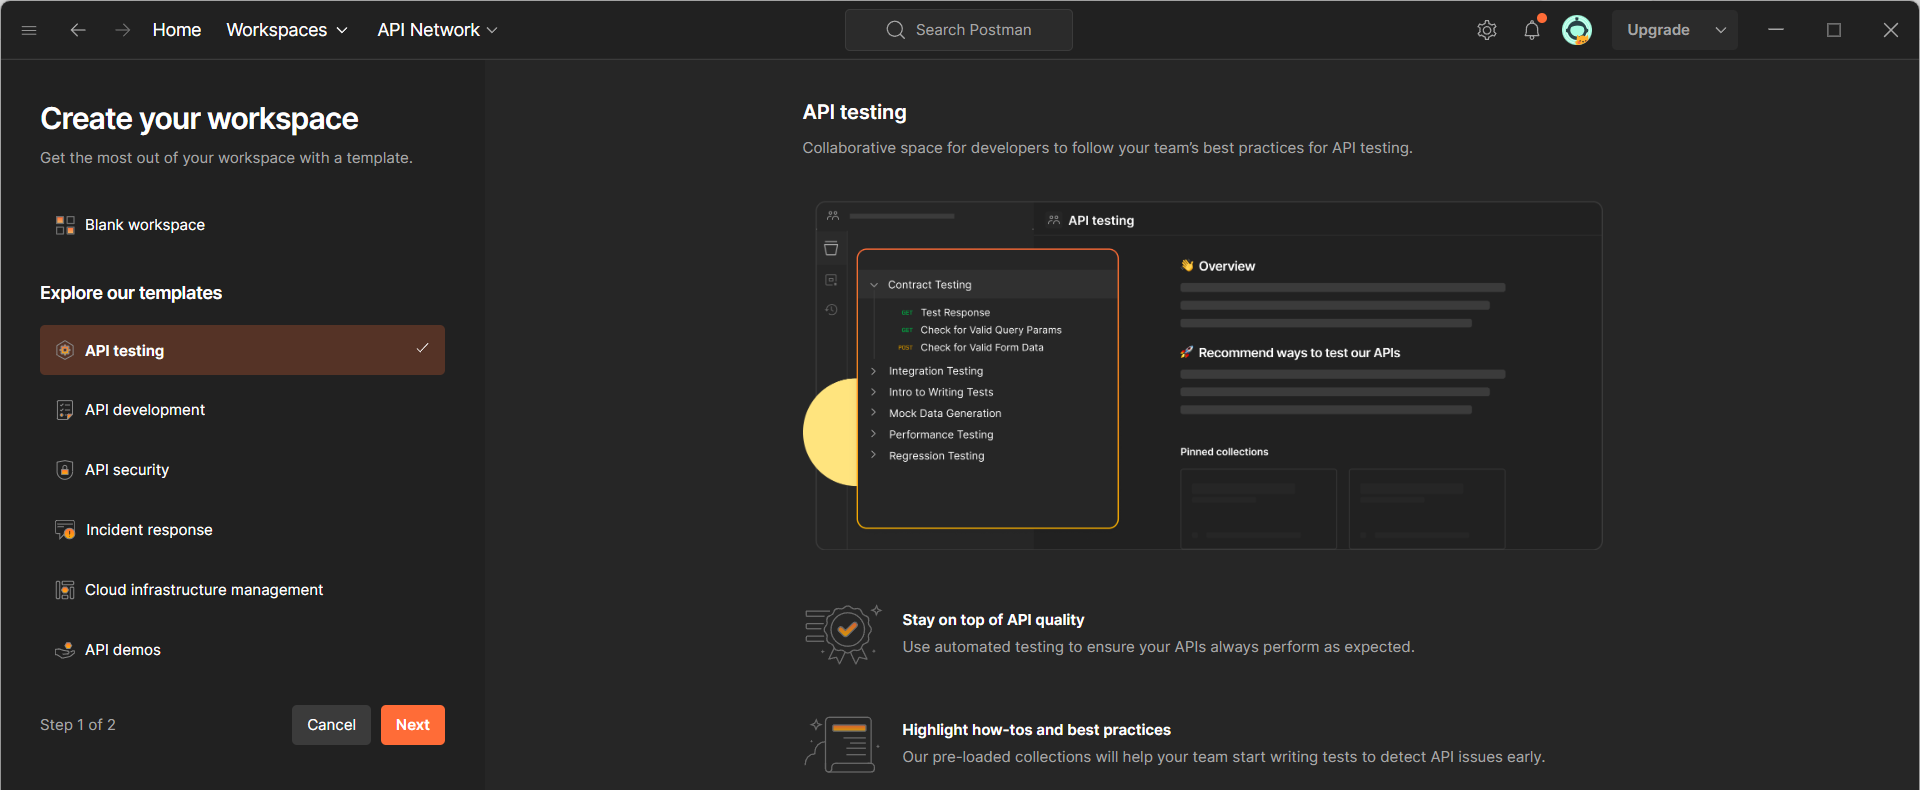 Home
Workspaces
API Network
Search Postman
Upgrade
Create your workspace
Get the most out of your workspace with a template.
Blank workspace
Explore our templates
API testing
API development
API security
Incident response
Cloud infrastructure management
API demos
Step 1 of 2
Cancel
Next
API testing
Collaborative space for developers to follow your team’s best practices for API testing.
API testing
Contract Testing
GET Test Response
GET Check for Valid Query Params
POST Check for Valid Form Data
Integration Testing
Intro to Writing Tests
Mock Data Generation
Performance Testing
Regression Testing
👋 Overview
🚀 Recommend ways to test our APIs
Pinned collections
Stay on top of API quality
Use automated testing to ensure your APIs always perform as expected.
Highlight how-tos and best practices
Our pre-loaded collections will help your team start writing tests to detect API issues early.